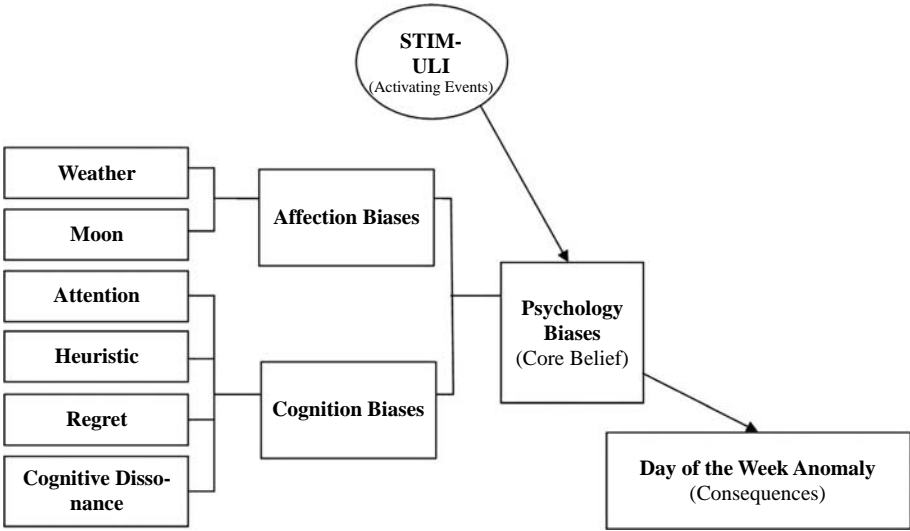 STIM-
ULI
(Activating Events)
Weather
Moon
Attention
Heuristic
Regret
Cognitive Disso-
nance
Affection Biases
Cognition Biases
Psychology
Biases
(Core Belief)
Day of the Week Anomaly
(Consequences)